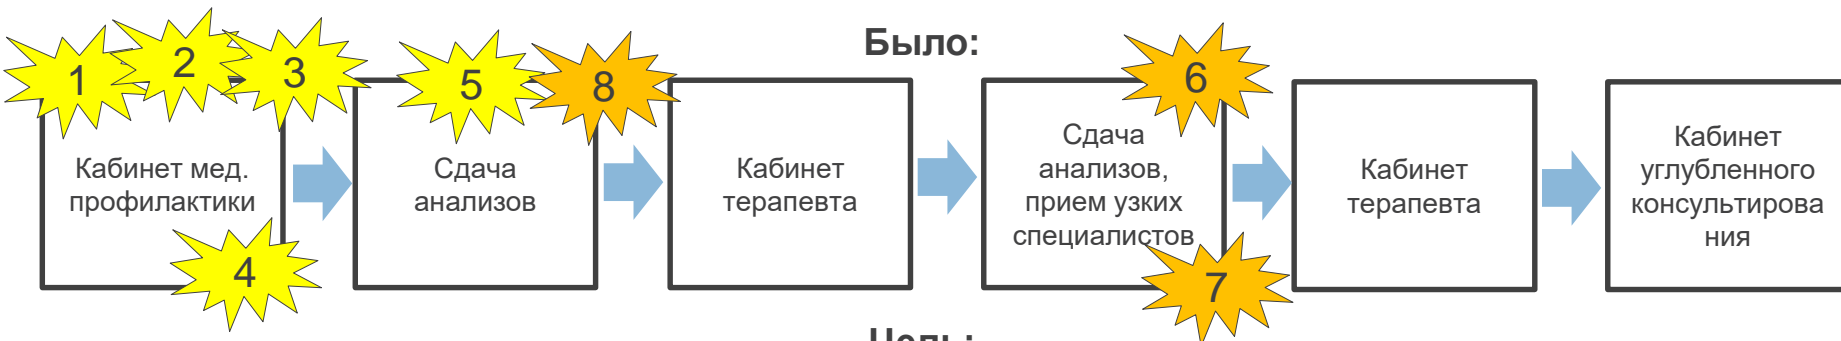 Было:
1
2
3
5
8
6
Кабинет мед.
профилактики
4
Сдача
анализов
Кабинет
терапевта
Сдача
анализов,
прием узких
специалистов
7
Кабинет
терапевта
Кабинет
углубленного
консультирова
ния
Цель: